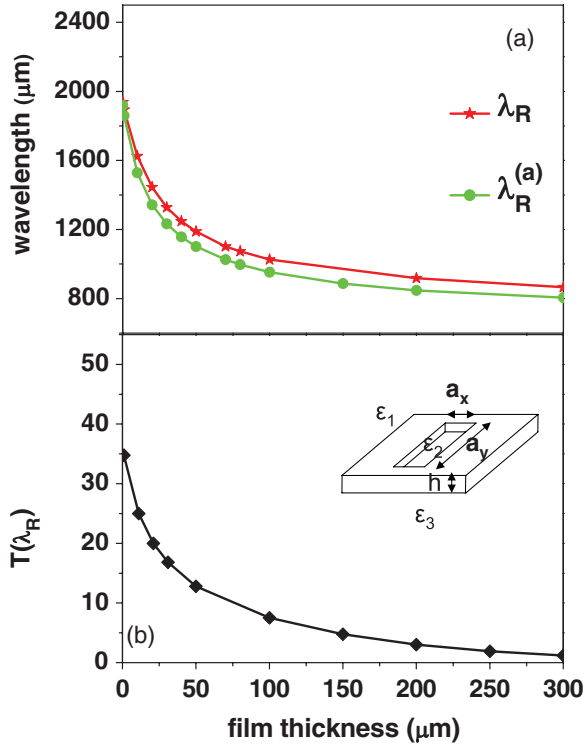 2400
2000
1600
1200
800
wavelength (μm)
(a)
λR
λR(a)
50
40
30
20
10
0
T(λR)
(b)
ax
ε1
ε2
ay
h
ε3
0 50 100 150 200 250 300
film thickness (μm)